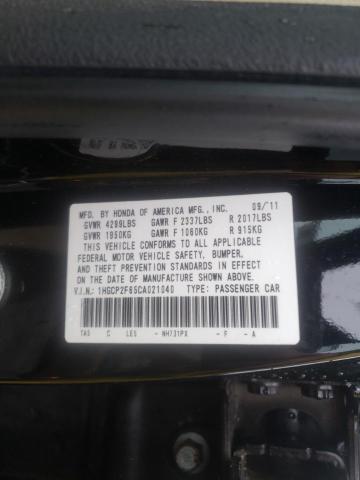 MFD. BY HONDA OF AMERICA MFG., INC. 09/11
GVWR 4299LBS GAWR F 2337LBS R 2017LBS
GVWR 1950KG GAWR F 1060KG R 915KG
THIS VEHICLE CONFORMS TO ALL APPLICABLE
FEDERAL MOTOR VEHICLE SAFETY, BUMPER,
AND THEFT PREVENTION STANDARDS IN EFFECT
ON THE DATE OF MANUFACTURE SHOWN ABOVE.
V.I.N.: 1HGCP2F65CA021040 TYPE: PASSENGER CAR
TA5 C LE5 - NH731PX - F - A